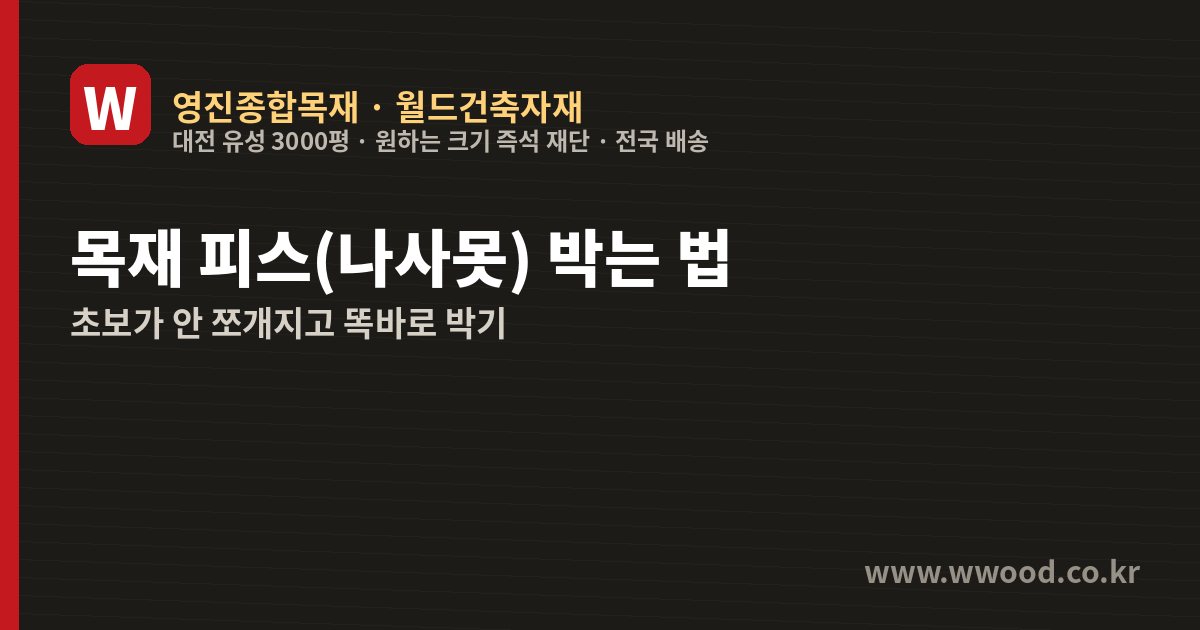 W
영진종합목재 · 월드건축자재
대전 유성 3000평 · 원하는 크기 즉석 재단 · 전국 배송
목재 피스(나사못) 박는 법
초보가 안 쪼개지고 똑바로 박기
www.wwood.co.kr